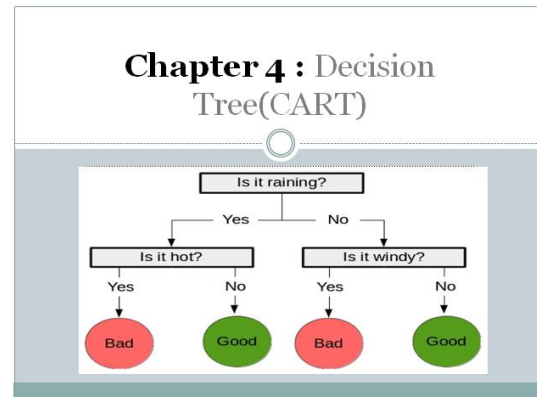 Chapter 4 : Decision
Tree(CART)
Is it raining?
Yes No
Is it hot? Is it windy?
Yes No Yes No
Bad Good Bad Good